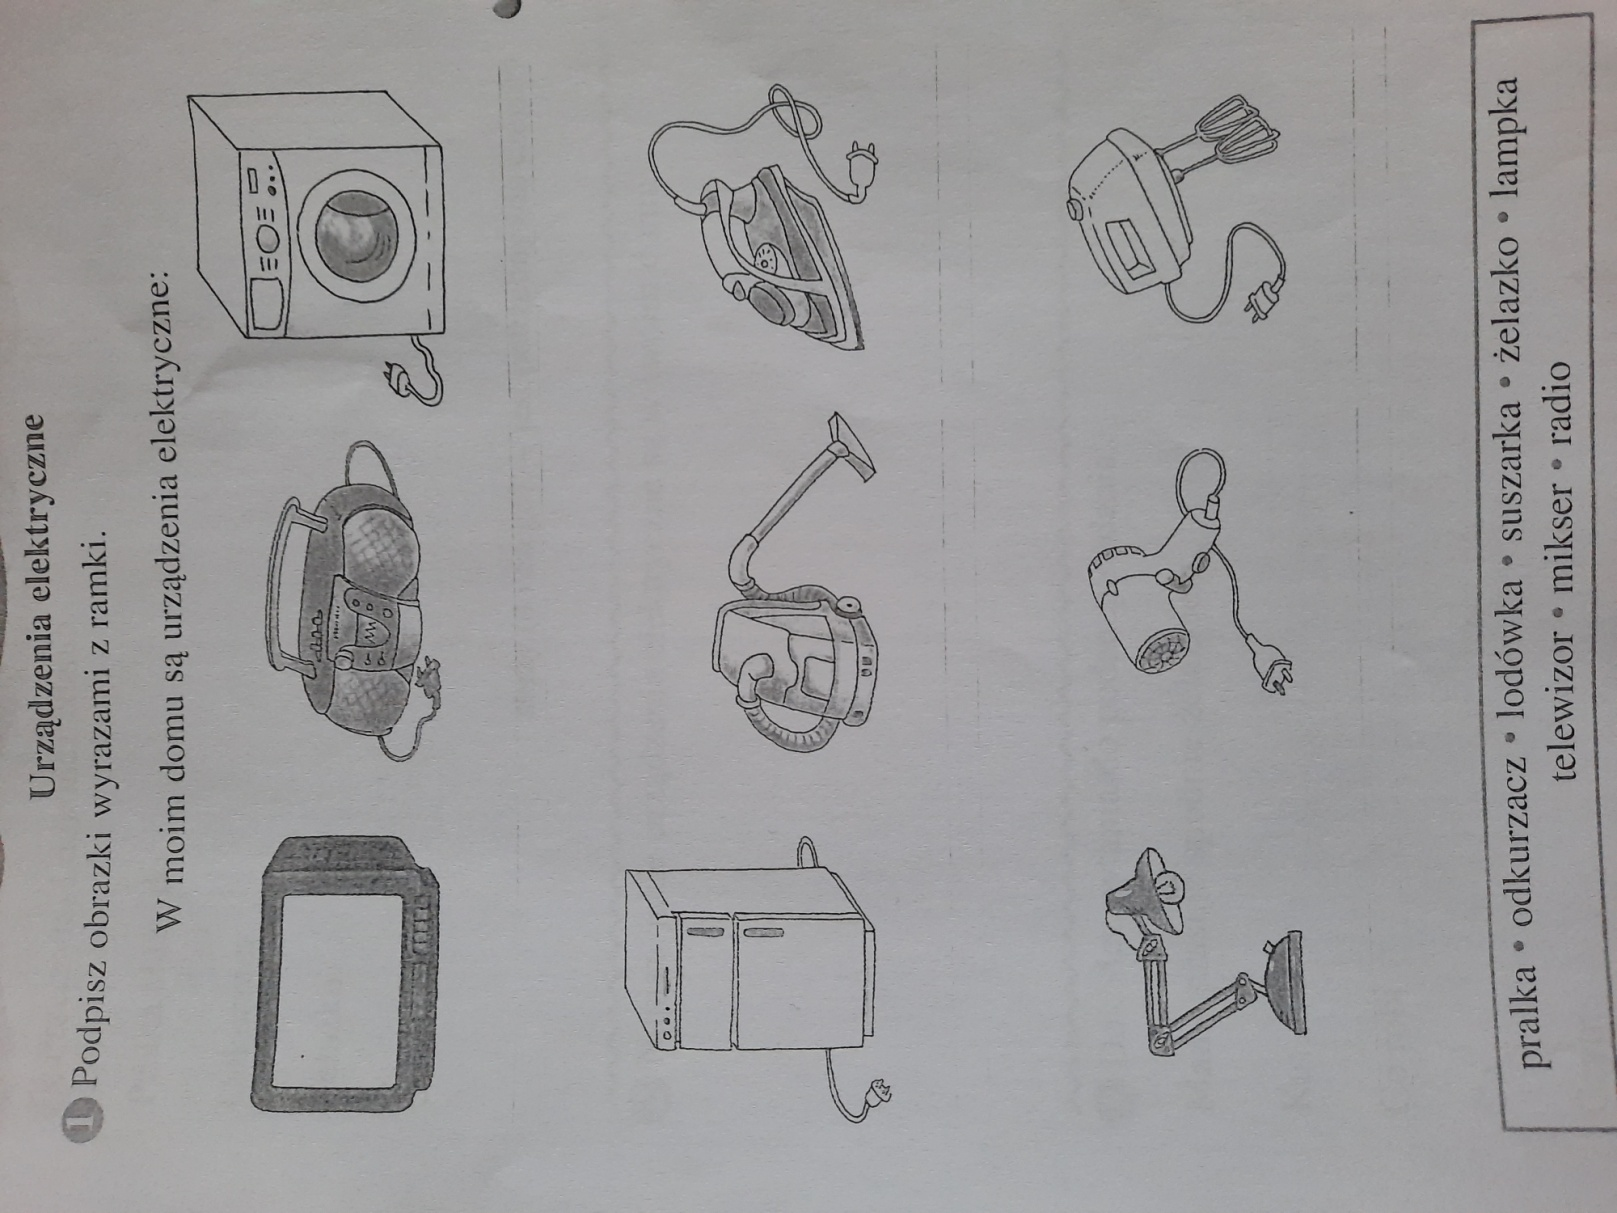 Urządzenia elektryczne
1 Podpisz obrazki wyrazami z ramki.
W moim domu są urządzenia elektryczne:
pralka • odkurzacz • lodówka • suszarka • żelazko • lampka
telewizor • mikser • radio